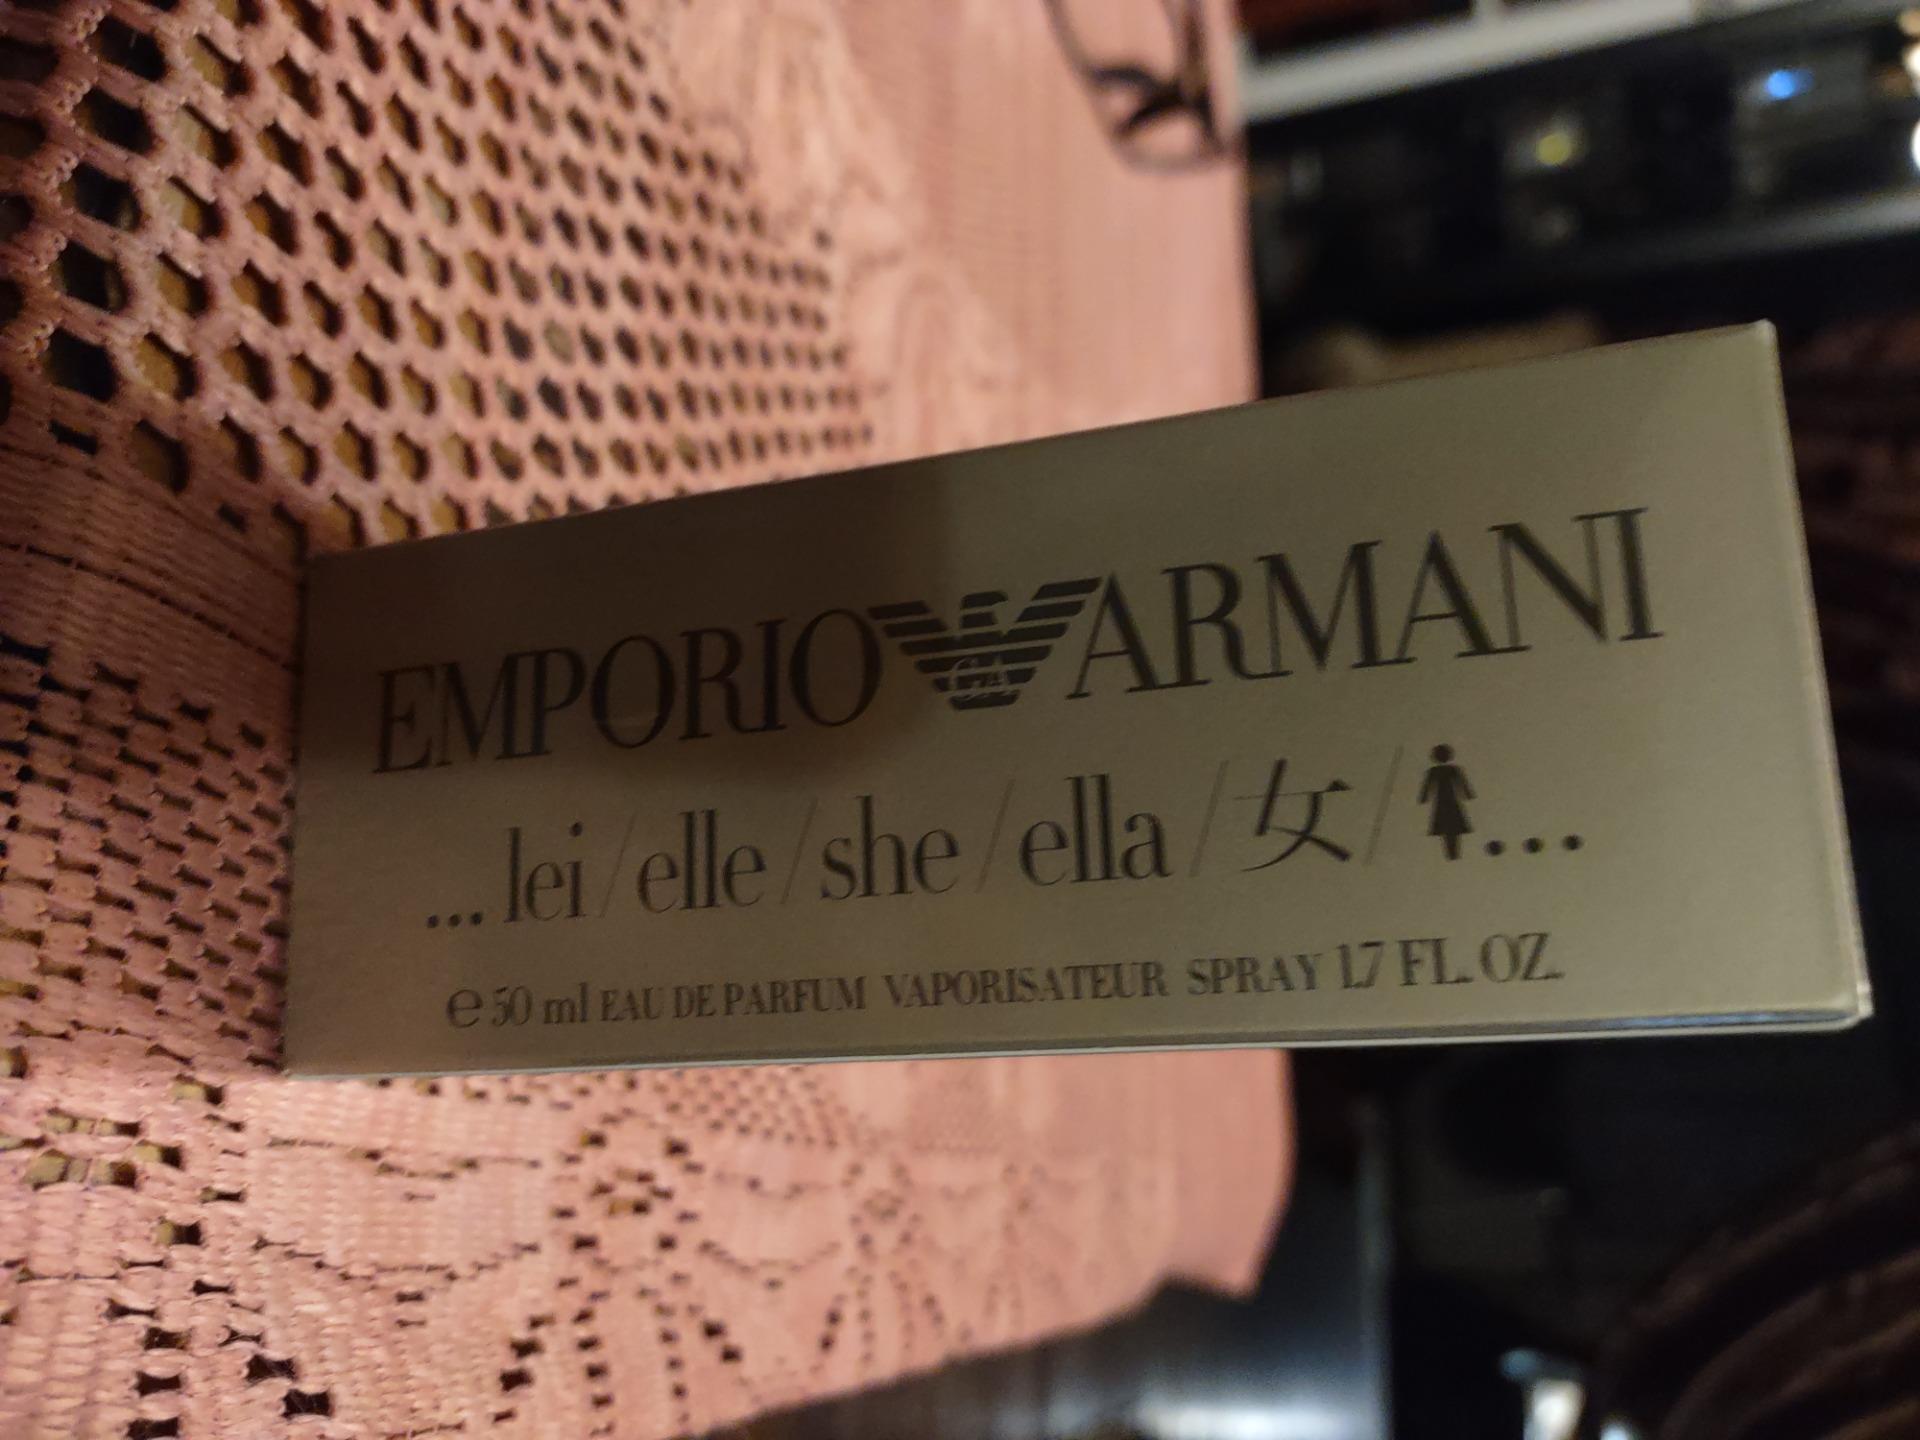 EMPORIO ARMANI
...lei/elle/she/ella/女/...
℮ 50 ml EAU DE PARFUM VAPORISATEUR SPRAY 1.7 FL. OZ.